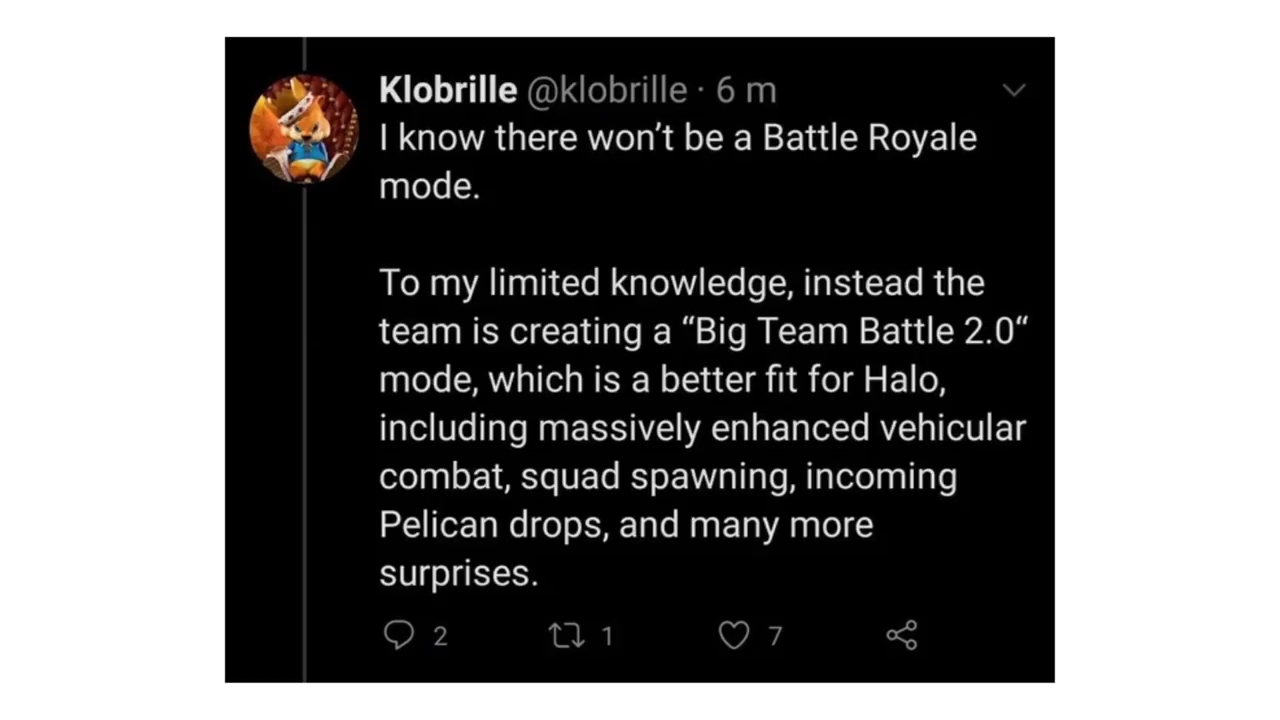 Klobrille @klobrille · 6 m
I know there won’t be a Battle Royale
mode.
To my limited knowledge, instead the
team is creating a “Big Team Battle 2.0“
mode, which is a better fit for Halo,
including massively enhanced vehicular
combat, squad spawning, incoming
Pelican drops, and many more
surprises.
2 1 7